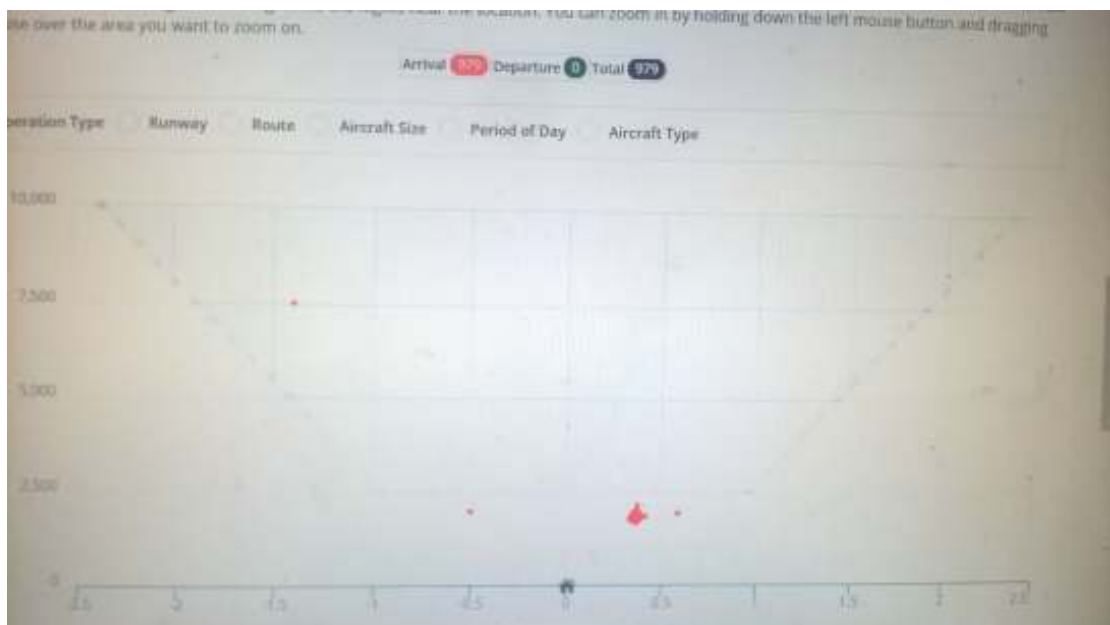 the location. You can zoom in by holding down the left mouse button and dragging
over the area you want to zoom on.
Arrival 979 Departure 0 Total 979
Operation Type Runway Route Aircraft Size Period of Day Aircraft Type
10,000
7,500
5,000
2,500
0
-2.5 -2 -1.5 -1 -0.5 0 0.5 1 1.5 2 2.5